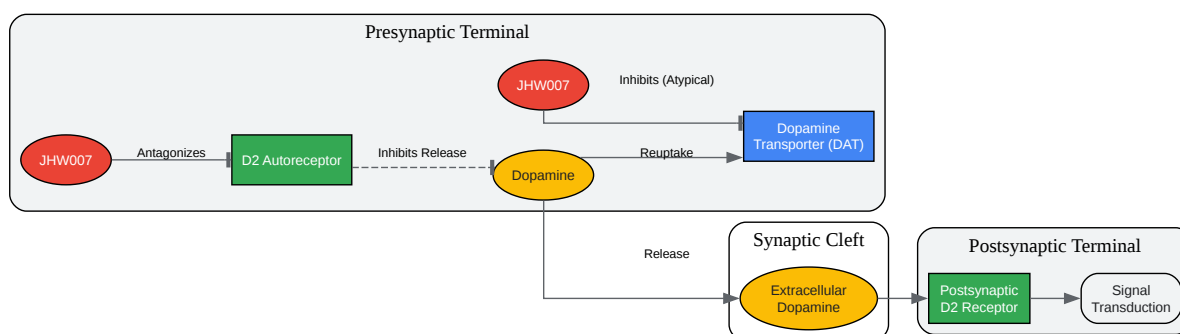 Presynaptic Terminal
JHW007
Inhibits (Atypical)
Dopamine
Transporter (DAT)
JHW007
Antagonizes
D2 Autoreceptor
Inhibits Release
Dopamine
Reuptake
Release
Synaptic Cleft
Extracellular
Dopamine
Postsynaptic Terminal
Postsynaptic
D2 Receptor
Signal
Transduction